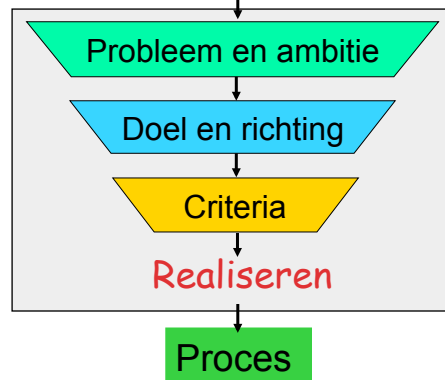 Probleem en ambitie
Doel en richting
Criteria
Realiseren
Proces